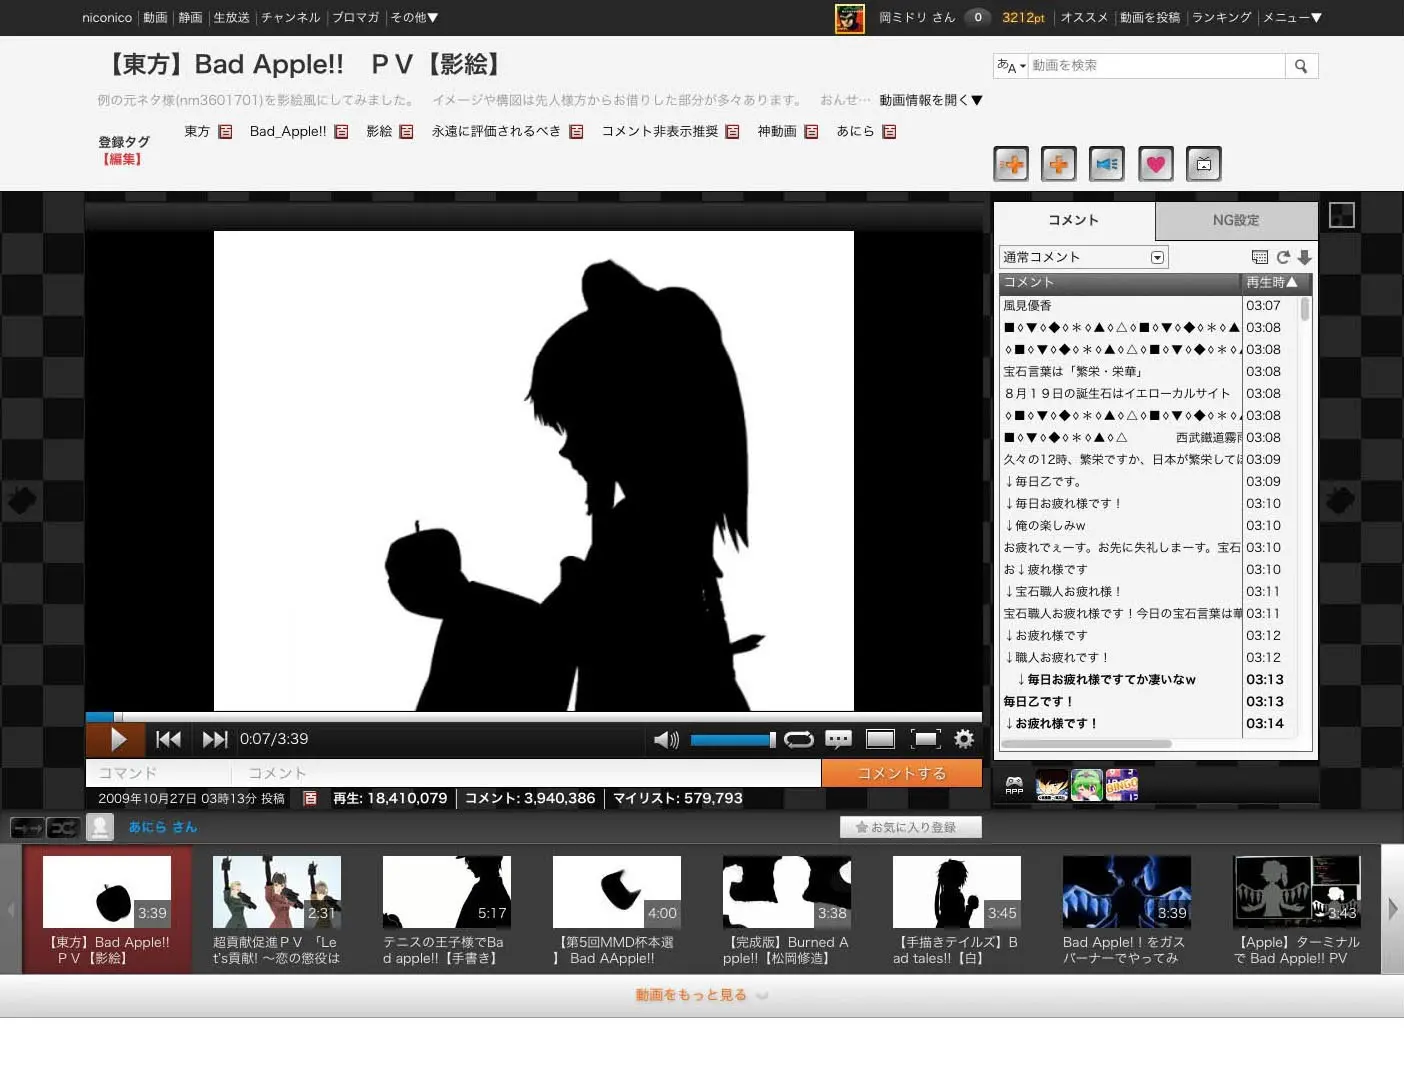 niconico 動画 静画 生放送 チャンネル ブロマガ その他▼
岡ミドリ さん 0 3212pt オススメ 動画を投稿 ランキング メニュー▼
【東方】Bad Apple!! ＰＶ【影絵】
あA 動画を検索
例の元ネタ様(nm3601701)を影絵風にしてみました。 イメージや構図は先人様方からお借りした部分が多々あります。 おんせ… 動画情報を開く▼
登録タグ
【編集】
東方 百 Bad_Apple!! 百 影絵 百 永遠に評価されるべき 百 コメント非表示推奨 百 神動画 百 あにら 百
コメント NG設定
通常コメント
コメント 再生時▲
風見優香 03:07
■◊▼◊◆◊＊◊▲◊△◊■◊▼◊◆◊＊◊▲ 03:08
◊■◊▼◊◆◊＊◊▲◊△◊■◊▼◊◆◊＊◊ 03:08
宝石言葉は「繁栄・栄華」 03:08
８月１９日の誕生石はイエローカルサイト 03:08
◊■◊▼◊◆◊＊◊▲◊△◊■◊▼◊◆◊＊◊ 03:08
■◊▼◊◆◊＊◊▲◊△ 西武鐵道霧雨 03:08
久々の12時、繁栄ですか、日本が繁栄してほ 03:09
↓毎日乙です。 03:09
↓毎日お疲れ様です！ 03:10
↓俺の楽しみw 03:10
お疲れでぇーす。お先に失礼しまーす。宝石 03:10
お↓疲れ様です 03:10
↓宝石職人お疲れ様！ 03:11
宝石職人お疲れ様です！今日の宝石言葉は華 03:11
↓お疲れ様です 03:12
↓職人お疲れです！ 03:12
↓毎日お疲れ様ですてか凄いなw 03:13
毎日乙です！ 03:13
↓お疲れ様です！ 03:14
0:07/3:39
コマンド コメント コメントする
2009年10月27日 03時13分 投稿 百 再生: 18,410,079 コメント: 3,940,386 マイリスト: 579,793
APP BINGO
あにら さん
★お気に入り登録
3:39 2:31 5:17 4:00 3:38 3:45 3:39 3:43
【東方】Bad Apple!! ＰＶ【影絵】
超貢献促進ＰＶ 「Let's貢献! ～恋の懲役は
テニスの王子様でBad apple!!【手書き】
【第5回MMD杯本選】 Bad AApple!!
【完成版】Burned Apple!!【松岡修造】
【手描きテイルズ】Bad tales!!【白】
Bad Apple!！をガスバーナーでやってみ
【Apple】ターミナルで Bad Apple!! PV
動画をもっと見る